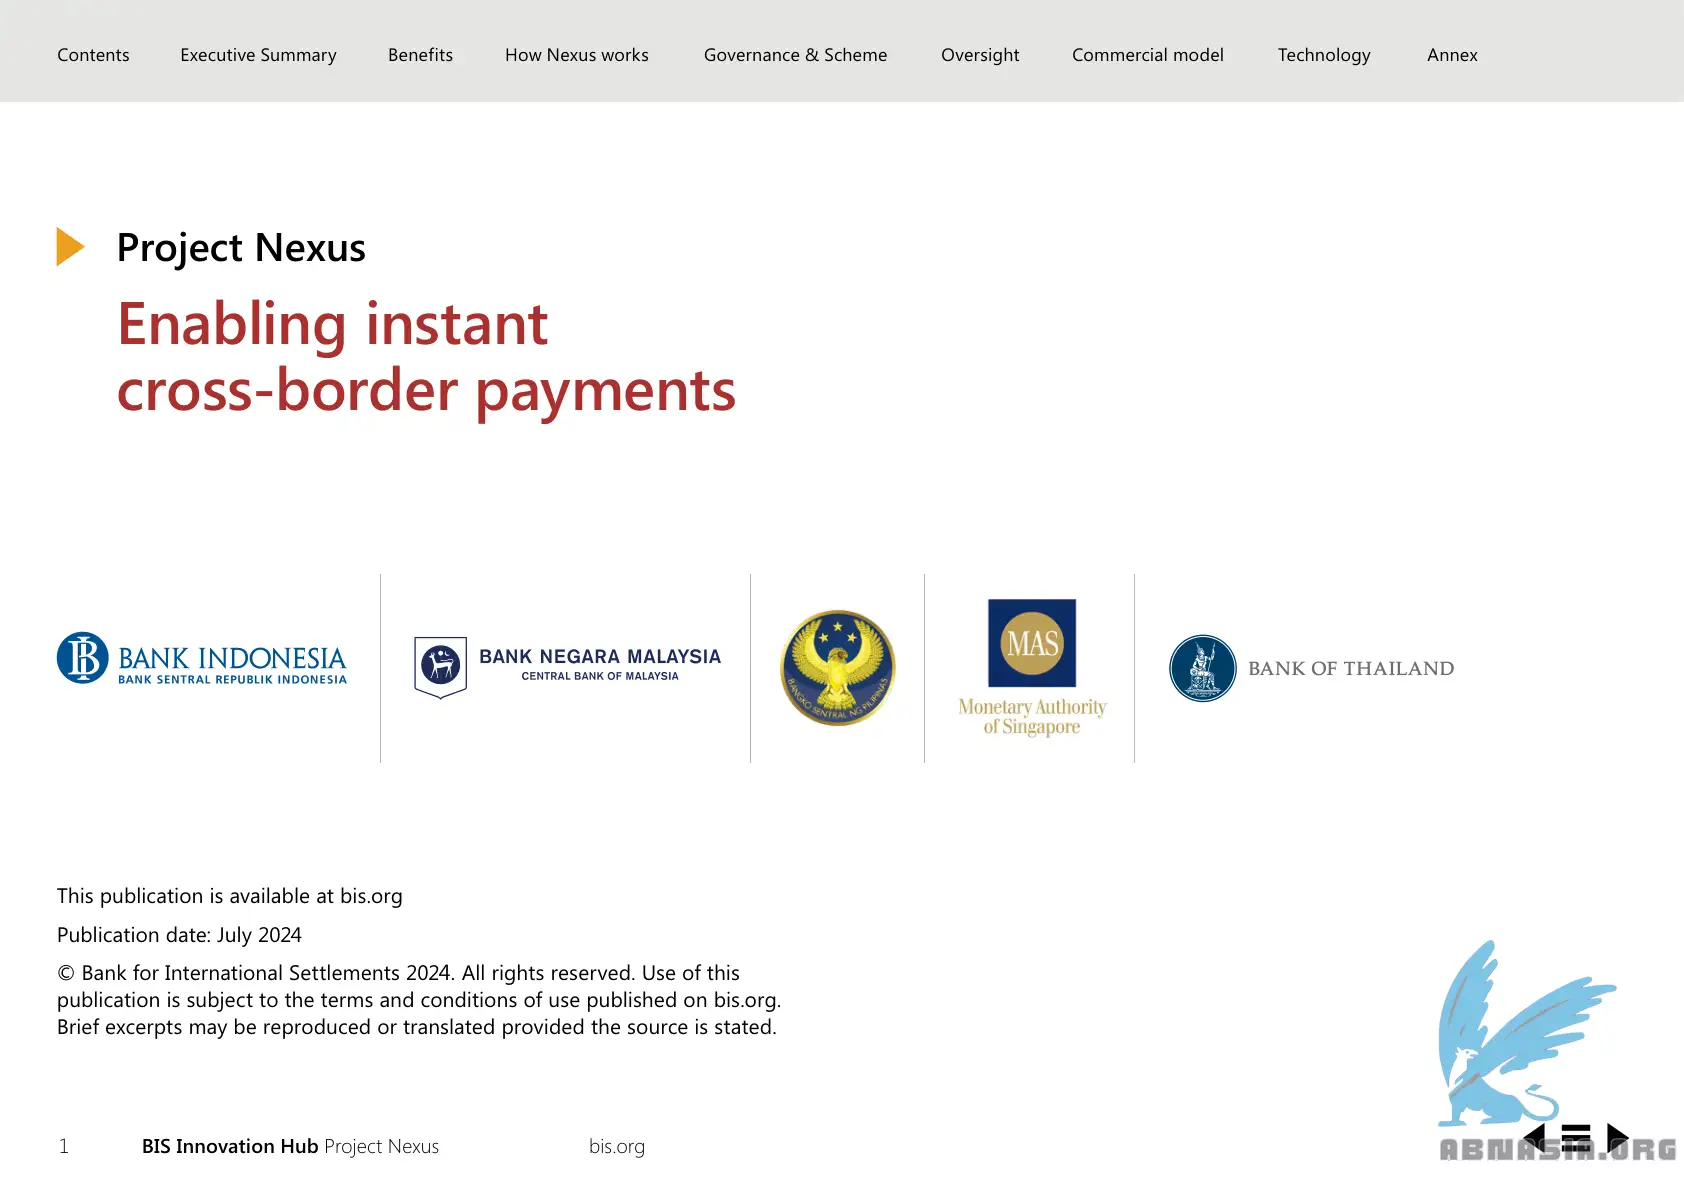 Contents Executive Summary Benefits How Nexus works Governance & Scheme Oversight Commercial model Technology Annex
Project Nexus
Enabling instant
cross-border payments
BANK INDONESIA
BANK SENTRAL REPUBLIK INDONESIA
BANK NEGARA MALAYSIA
CENTRAL BANK OF MALAYSIA
BANGKO SENTRAL NG PILIPINAS
MAS
Monetary Authority
of Singapore
BANK OF THAILAND
This publication is available at bis.org
Publication date: July 2024
© Bank for International Settlements 2024. All rights reserved. Use of this
publication is subject to the terms and conditions of use published on bis.org.
Brief excerpts may be reproduced or translated provided the source is stated.
1 BIS Innovation Hub Project Nexus bis.org
ABNASIA.ORG